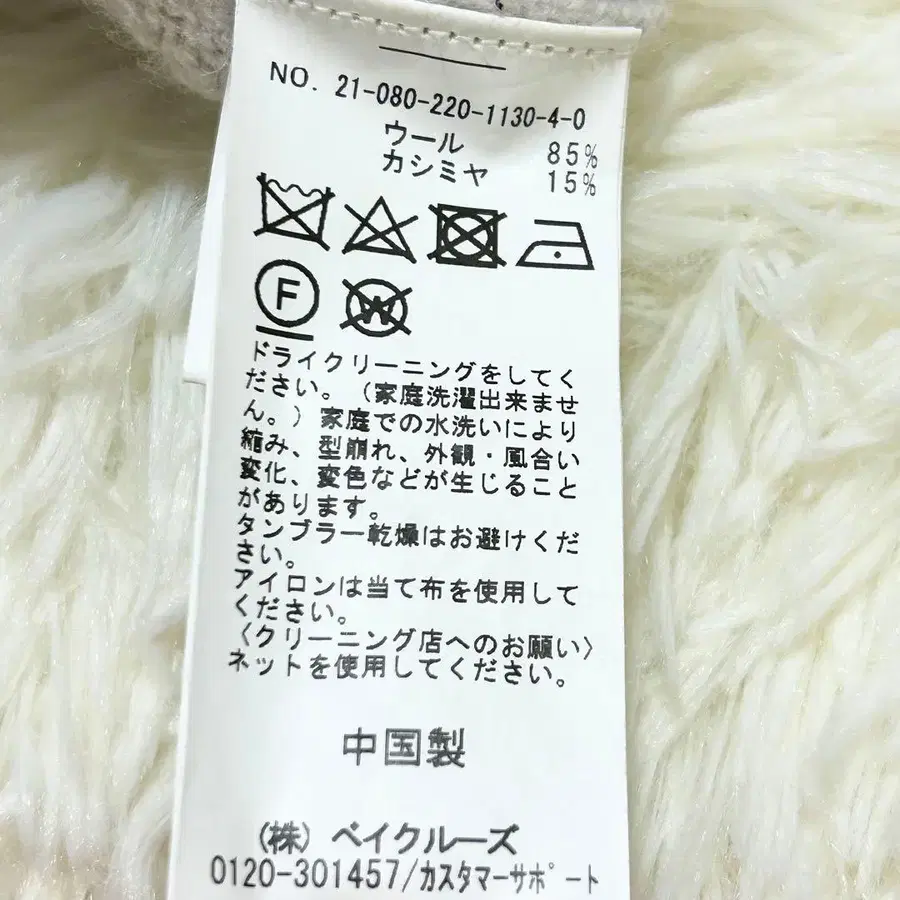 NO. 21-080-220-1130-4-0
ウール 85%
カシミヤ 15%
F
W
ドライクリーニングをしてく
ださい。(家庭洗濯出来ませ
ん。)家庭での水洗いにより
縮み、型崩れ、外観・風合い
変化、変色などが生じること
があります。
タンブラー乾燥はお避けくだ
さい。
アイロンは当て布を使用して
ください。
〈クリーニング店へのお願い〉
ネットを使用してください。
中国製
(株)ベイクルーズ
0120-301457/カスタマーサポート